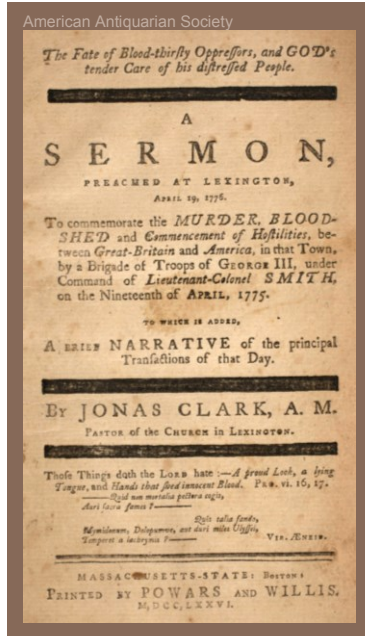 American Antiquarian Society
The Fate of Blood-thirſty Oppreſſors, and GOD's
tender Care of his diſtreſſed People.
A
SERMON,
PREACHED AT LEXINGTON,
APRIL 19, 1776.
To commemorate the MURDER, BLOOD-
SHED and Commencement of Hoſtilities, be-
tween Great-Britain and America, in that Town,
by a Brigade of Troops of GEORGE III, under
Command of Lieutenant-Colonel SMITH,
on the Nineteenth of APRIL, 1775.
TO WHICH IS ADDED,
A BRIEF NARRATIVE of the principal
Tranſactions of that Day.
BY JONAS CLARK, A. M.
PASTOR of the CHURCH in LEXINGTON.
Thoſe Things doth the LORD hate :—A proud Look, a lying
Tongue, and Hands that ſhed innocent Blood. PRO. vi. 16, 17.
——Quid non mortalia pectora cogis,
Auri ſacra fames ?———
Quis talia fando,
Myrmidonum, Dolopumve, aut duri miles Ulyſſei,
Temperet a lachrymis ?—— VIR. ÆNEID.
MASSACHUSETTS-STATE: BOSTON:
PRINTED BY POWARS AND WILLIS.
M,DCC,LXXVI.